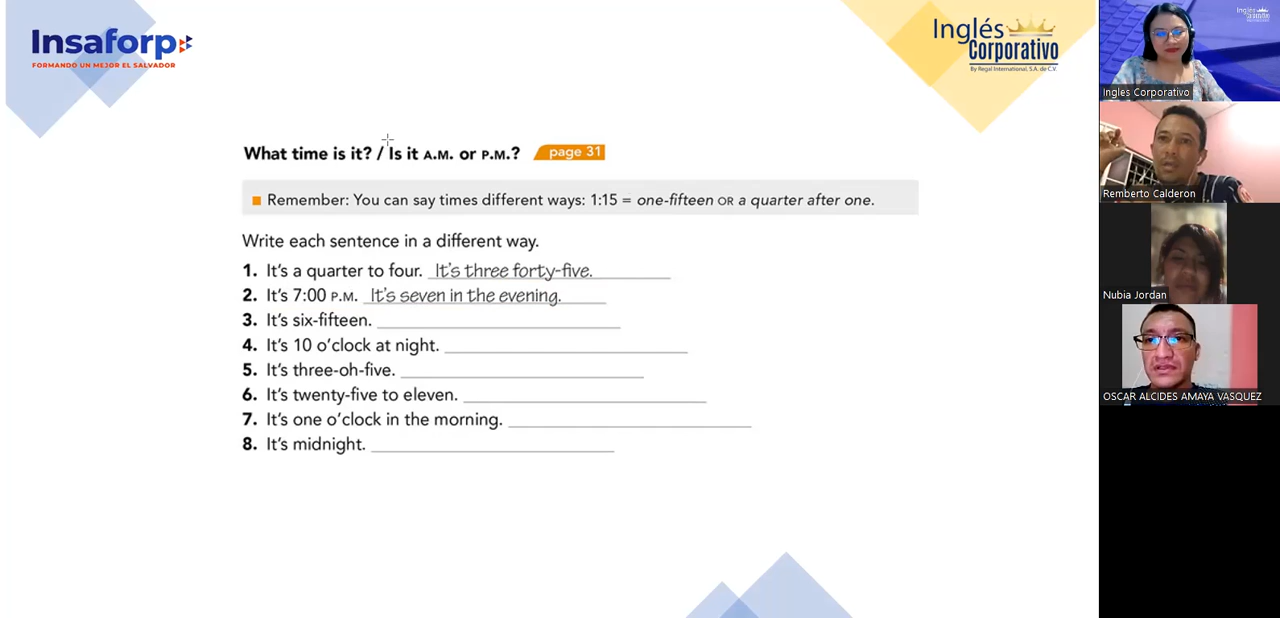 Insaforp
FORMANDO UN MEJOR EL SALVADOR
Inglés
Corporativo
By Regal International, S.A. de C.V.
What time is it? / Is it A.M. or P.M.? page 31
Remember: You can say times different ways: 1:15 = one-fifteen OR a quarter after one.
Write each sentence in a different way.
1. It's a quarter to four. It's three forty-five.
2. It's 7:00 P.M. It's seven in the evening.
3. It's six-fifteen.
4. It's 10 o'clock at night.
5. It's three-oh-five.
6. It's twenty-five to eleven.
7. It's one o'clock in the morning.
8. It's midnight.
Inglés
Ingles Corporativo
Remberto Calderon
Nubia Jordan
OSCAR ALCIDES AMAYA VASQUEZ